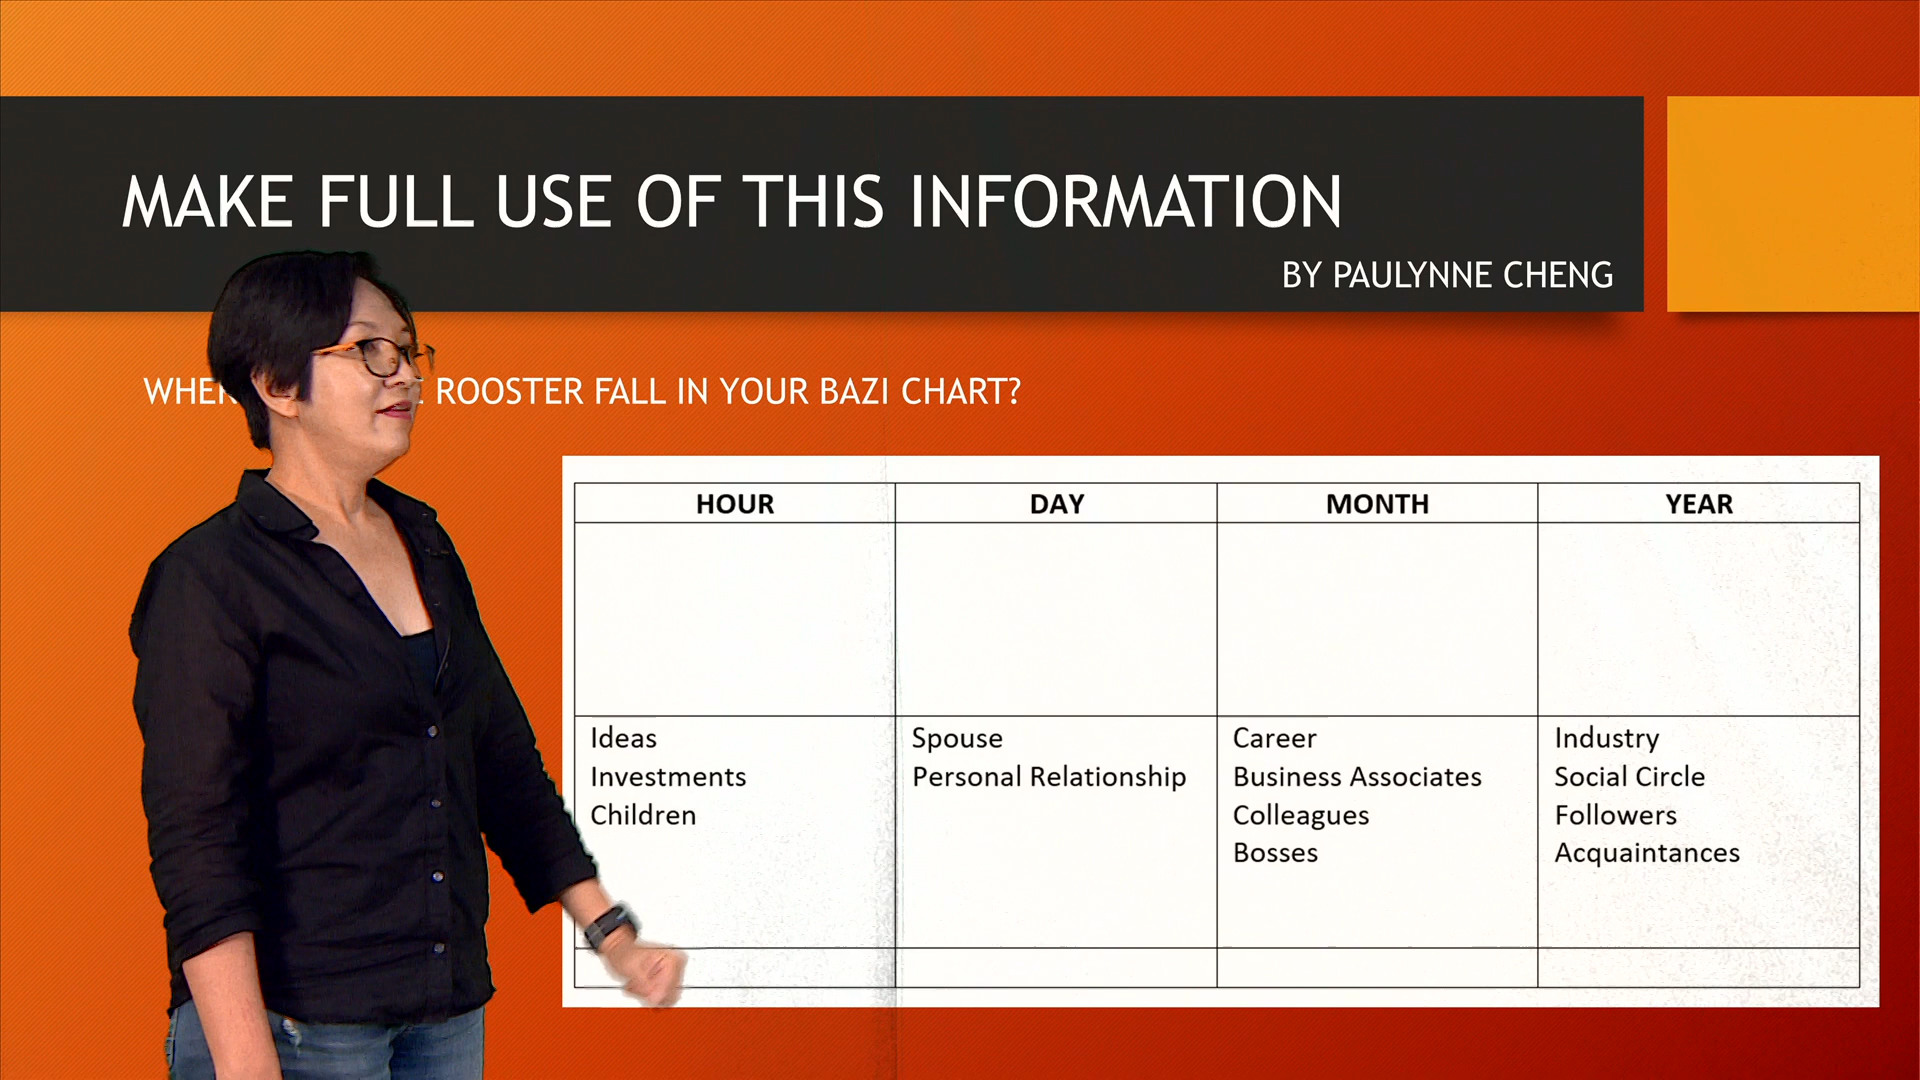 MAKE FULL USE OF THIS INFORMATION
BY PAULYNNE CHENG
ROOSTER FALL IN YOUR BAZI CHART?
HOUR DAY MONTH YEAR
Ideas Spouse Career Industry
Investments Personal Relationship Business Associates Social Circle
Children Colleagues Followers
Bosses Acquaintances